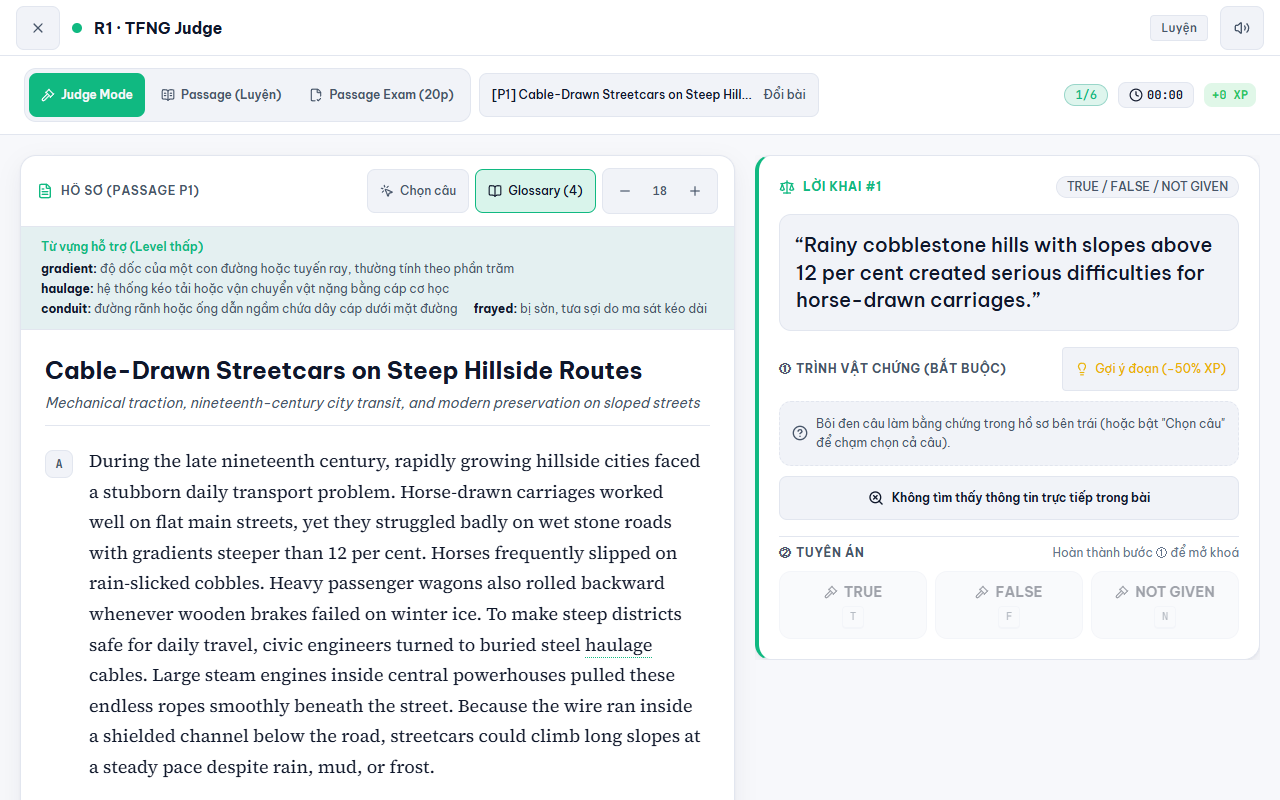 R1 · TFNG Judge
Luyện
Judge Mode
Passage (Luyện)
Passage Exam (20p)
[P1] Cable-Drawn Streetcars on Steep Hill...
Đổi bài
1/6
00:00
+0 XP
HỒ SƠ (PASSAGE P1)
Chọn câu
Glossary (4)
− 18 +
Từ vựng hỗ trợ (Level thấp)
gradient: độ dốc của một con đường hoặc tuyến ray, thường tính theo phần trăm
haulage: hệ thống kéo tải hoặc vận chuyển vật nặng bằng cáp cơ học
conduit: đường rãnh hoặc ống dẫn ngầm chứa dây cáp dưới mặt đường frayed: bị sờn, tưa sợi do ma sát kéo dài
Cable-Drawn Streetcars on Steep Hillside Routes
Mechanical traction, nineteenth-century city transit, and modern preservation on sloped streets
A
During the late nineteenth century, rapidly growing hillside cities faced
a stubborn daily transport problem. Horse-drawn carriages worked
well on flat main streets, yet they struggled badly on wet stone roads
with gradients steeper than 12 per cent. Horses frequently slipped on
rain-slicked cobbles. Heavy passenger wagons also rolled backward
whenever wooden brakes failed on winter ice. To make steep districts
safe for daily travel, civic engineers turned to buried steel haulage
cables. Large steam engines inside central powerhouses pulled these
endless ropes smoothly beneath the street. Because the wire ran inside
a shielded channel below the road, streetcars could climb long slopes at
a steady pace despite rain, mud, or frost.
LỜI KHAI #1
TRUE / FALSE / NOT GIVEN
“Rainy cobblestone hills with slopes above
12 per cent created serious difficulties for
horse-drawn carriages.”
① TRÌNH VẬT CHỨNG (BẮT BUỘC)
Gợi ý đoạn (-50% XP)
Bôi đen câu làm bằng chứng trong hồ sơ bên trái (hoặc bật "Chọn câu"
để chạm chọn cả câu).
Không tìm thấy thông tin trực tiếp trong bài
② TUYÊN ÁN
Hoàn thành bước ① để mở khoá
TRUE
T
FALSE
F
NOT GIVEN
N